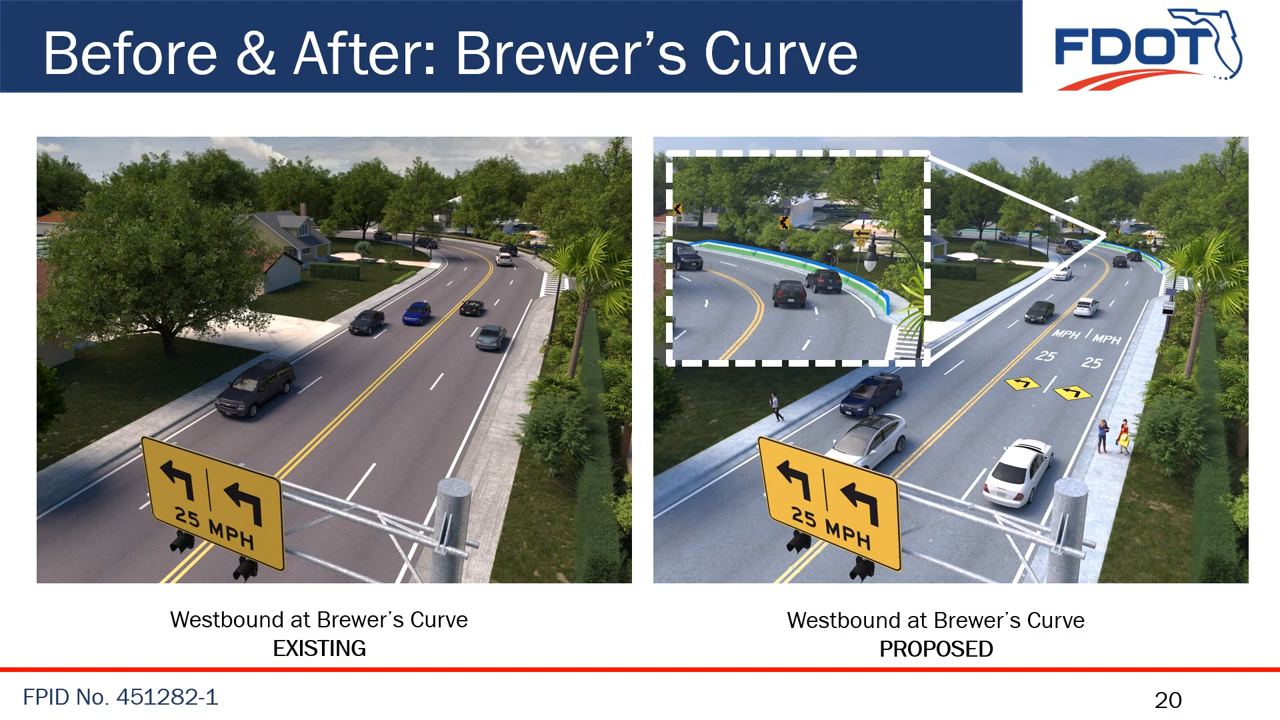 Before & After: Brewer's Curve
FDOT
25 MPH
MPH MPH
25 25
25 MPH
Westbound at Brewer's Curve
EXISTING
Westbound at Brewer's Curve
PROPOSED
FPID No. 451282-1
20